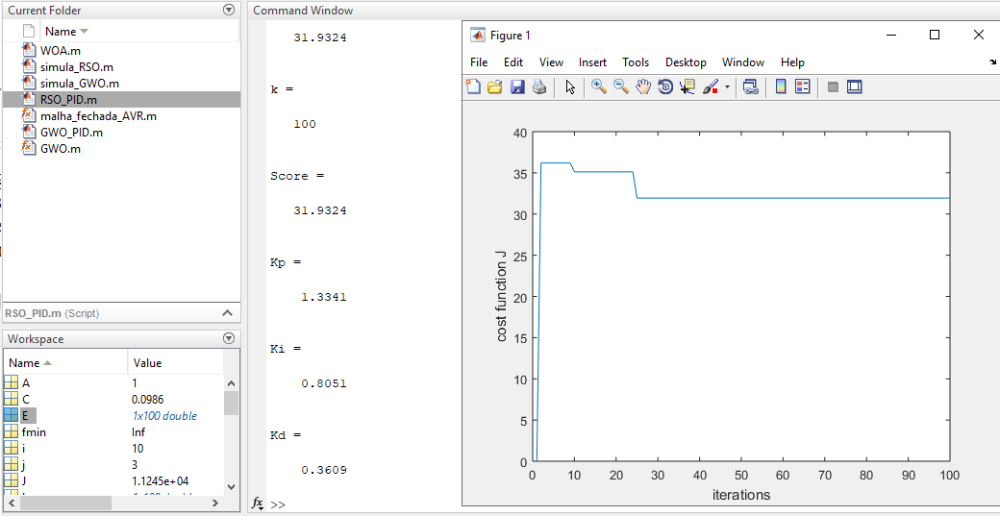 Current Folder
Name
WOA.m
simula_RSO.m
simula_GWO.m
RSO_PID.m
malha_fechada_AVR.m
GWO_PID.m
GWO.m
RSO_PID.m (Script)
Workspace
Name Value
A 1
C 0.0986
E 1x100 double
fmin Inf
i 10
j 3
J 1.1245e+04
Command Window
31.9324
k =
100
Score =
31.9324
Kp =
1.3341
Ki =
0.8051
Kd =
0.3609
fx >>
Figure 1
File Edit View Insert Tools Desktop Window Help
40
35
30
25
20
15
10
5
0
cost function J
0 10 20 30 40 50 60 70 80 90 100
iterations